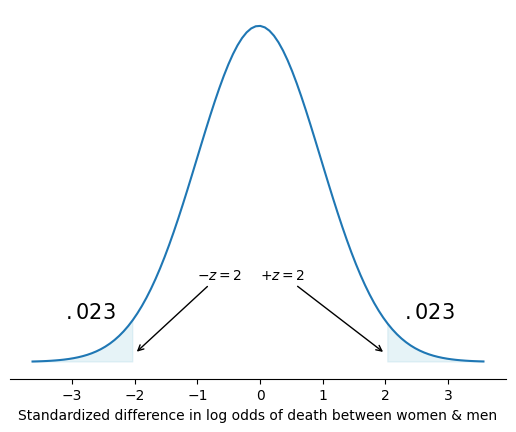 −z = 2 +z = 2
.023 .023
−3 −2 −1 0 1 2 3
Standardized difference in log odds of death between women & men